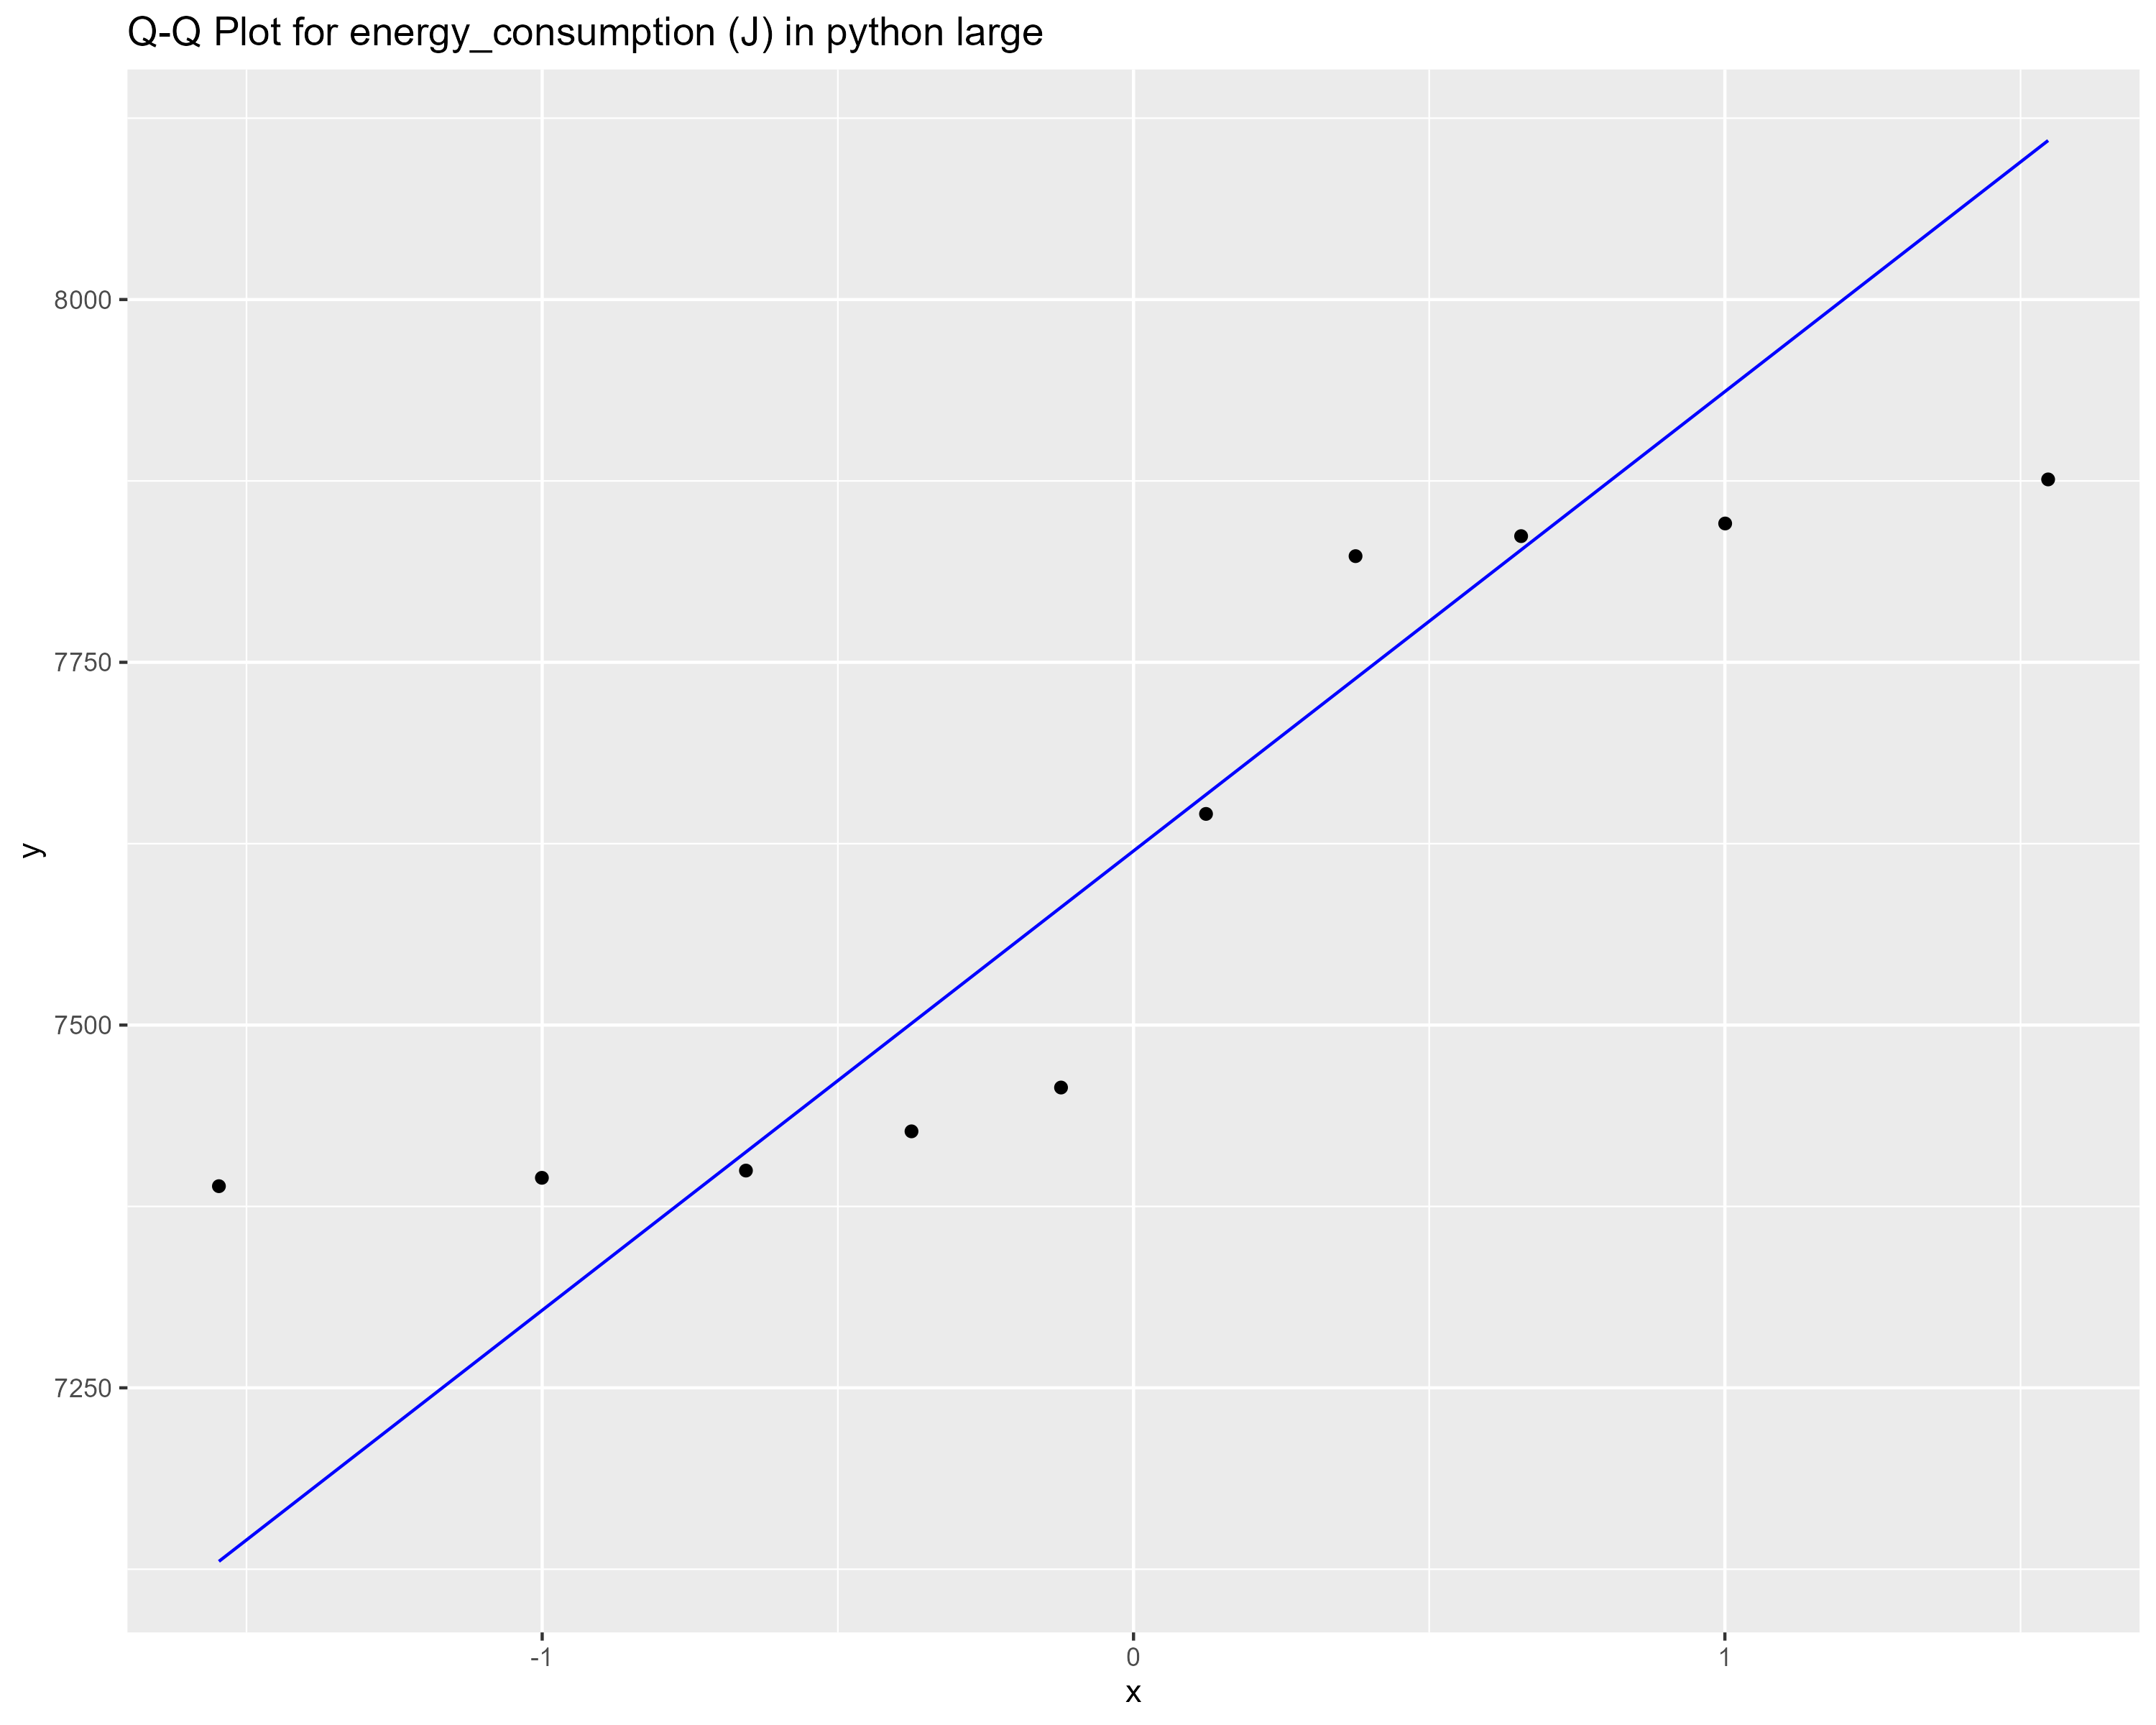 Q-Q Plot for energy_consumption (J) in python large
8000
7750
7500
7250
y
-1
0
1
x